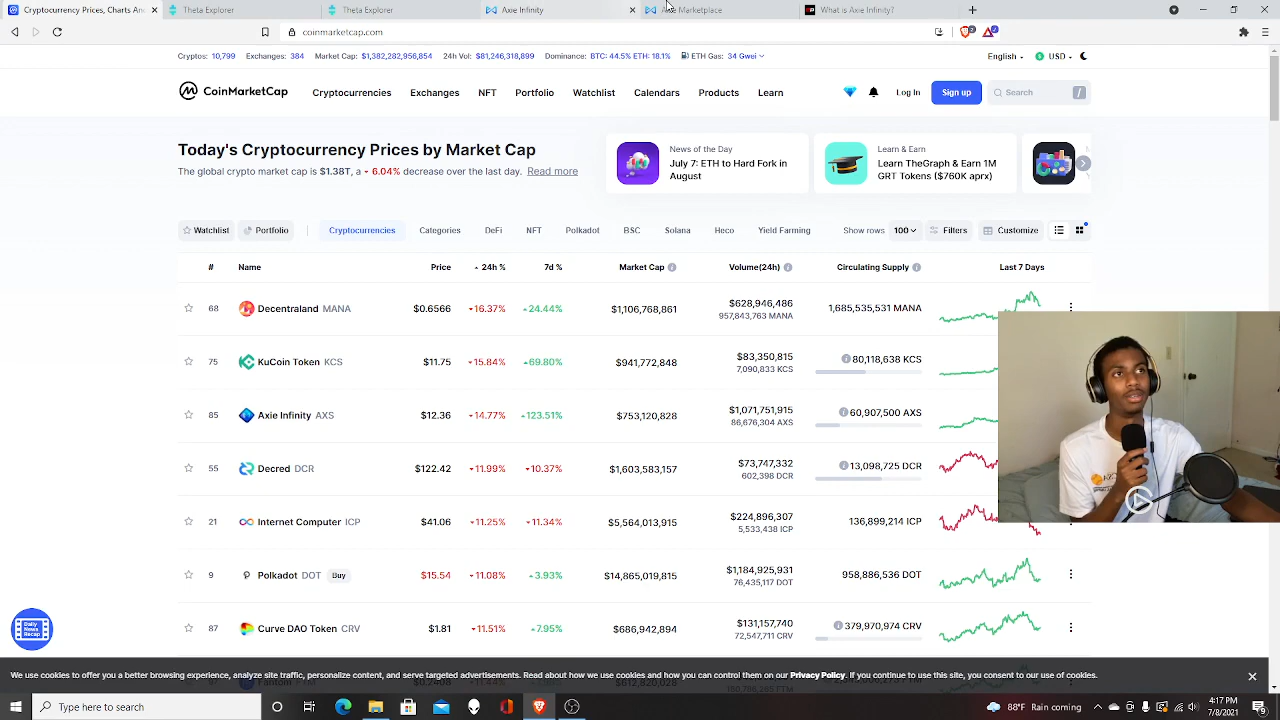 Cryptocurrency Prices, Charts An
Theta Explorer
Theta Explorer
Axie Infinity
Marketplace
What is Axie Infinity?
coinmarketcap.com
Cryptos: 10,799 Exchanges: 384 Market Cap: $1,382,282,956,854 24h Vol: $81,246,318,899 Dominance: BTC: 44.5% ETH: 18.1% ETH Gas: 34 Gwei
English USD
CoinMarketCap
Cryptocurrencies Exchanges NFT Portfolio Watchlist Calendars Products Learn
Log In Sign up Search /
Today's Cryptocurrency Prices by Market Cap
The global crypto market cap is $1.38T, a 6.04% decrease over the last day. Read more
News of the Day
July 7: ETH to Hard Fork in
August
Learn & Earn
Learn TheGraph & Earn 1M
GRT Tokens ($760K aprx)
Watchlist Portfolio Cryptocurrencies Categories DeFi NFT Polkadot BSC Solana Heco Yield Farming Show rows 100 Filters Customize
# Name Price 24h % 7d % Market Cap Volume(24h) Circulating Supply Last 7 Days
68 Decentraland MANA $0.6566 16.37% 24.44% $1,106,768,861 $628,946,486 1,685,535,531 MANA
957,843,763 MANA
75 KuCoin Token KCS $11.75 15.84% 69.80% $941,772,848 $83,350,815 80,118,638 KCS
7,090,833 KCS
85 Axie Infinity AXS $12.36 14.77% 123.51% $753,120,828 $1,071,751,915 60,907,500 AXS
86,676,304 AXS
55 Decred DCR $122.42 11.99% 10.37% $1,603,583,157 $73,747,332 13,098,725 DCR
602,398 DCR
21 Internet Computer ICP $41.06 11.25% 11.34% $5,564,013,915 $224,896,307 136,899,214 ICP
5,533,438 ICP
9 Polkadot DOT Buy $15.54 11.08% 3.93% $14,865,019,815 $1,184,925,931 958,886,536 DOT
76,435,117 DOT
87 Curve DAO Token CRV $1.81 11.51% 7.95% $686,942,894 $131,157,740 379,970,974 CRV
72,547,711 CRV
Daily
News
Recap
We use cookies to offer you a better browsing experience, analyze site traffic, personalize content, and serve targeted advertisements. Read about how we use cookies and how you can control them on our Privacy Policy. If you continue to use this site, you consent to our use of cookies.
Type here to search
88°F Rain
4:17 PM
7/8/2021